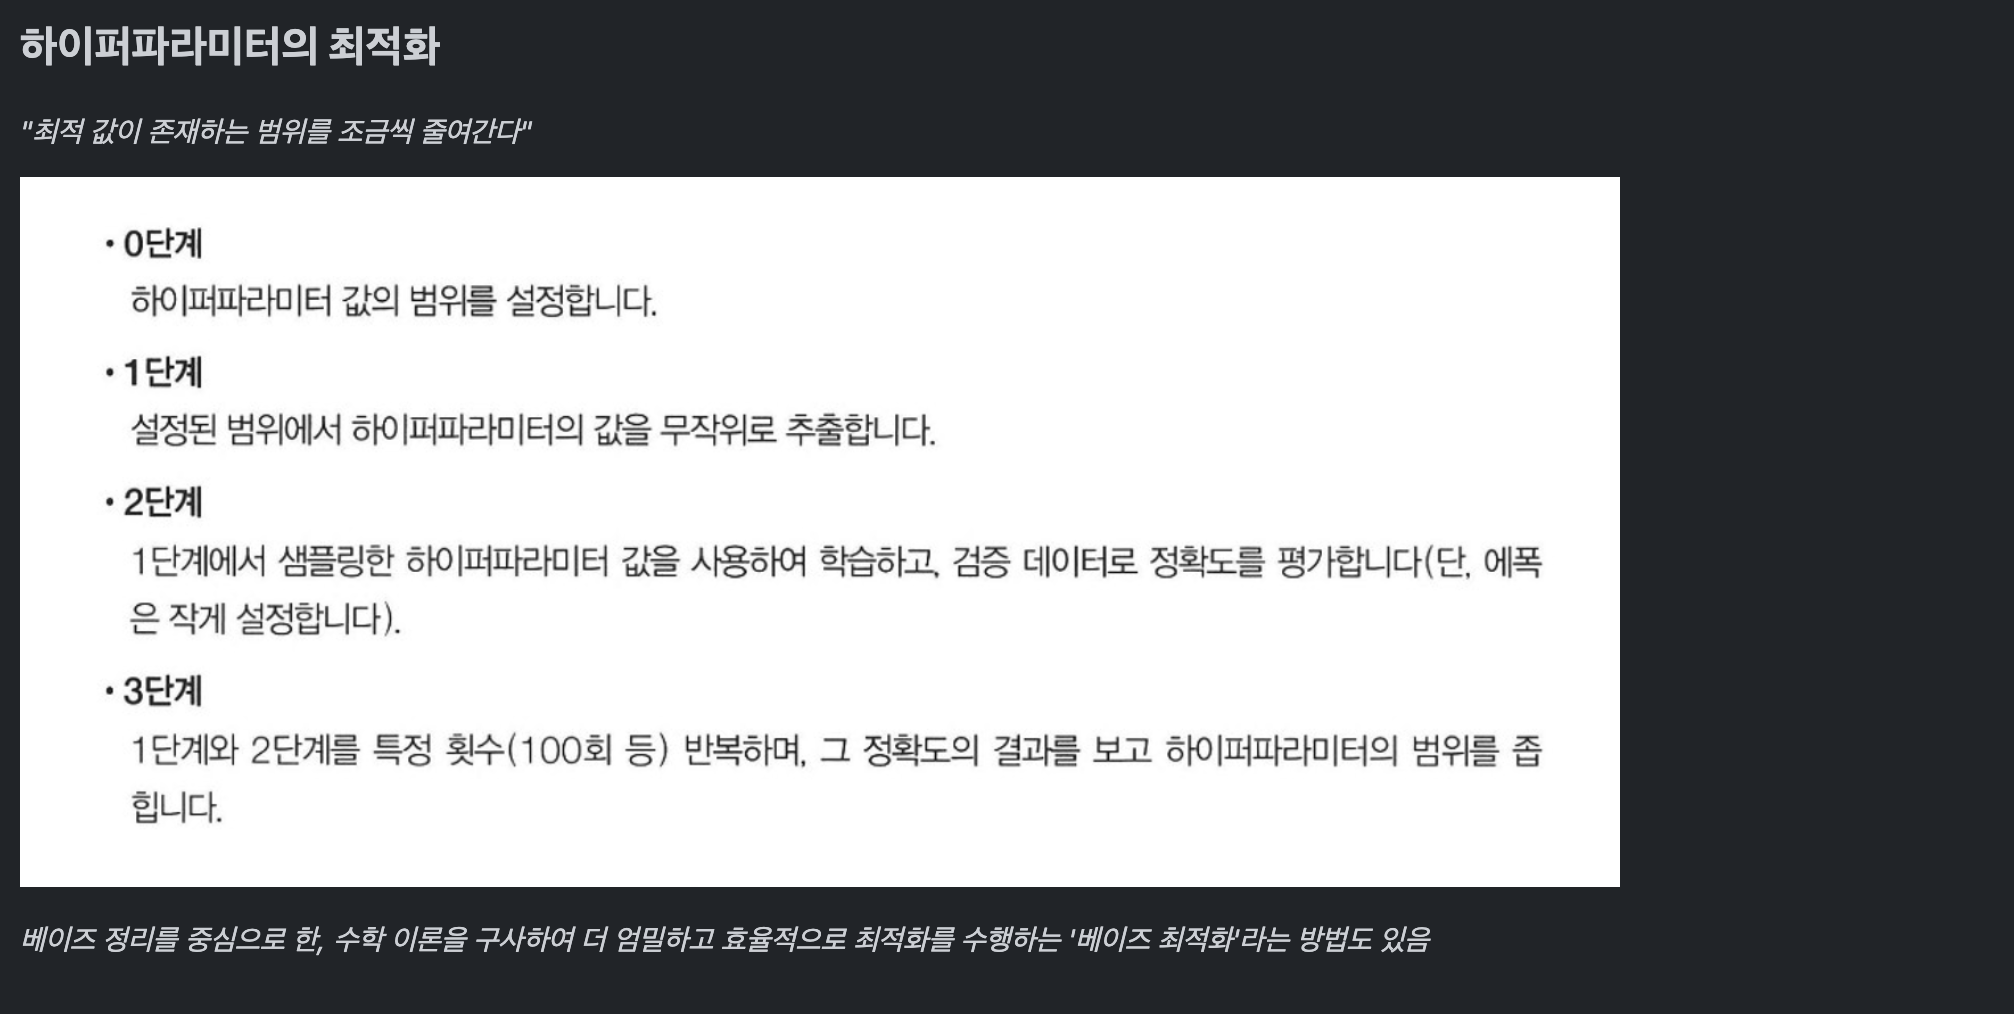 하이퍼파라미터의 최적화
"최적 값이 존재하는 범위를 조금씩 줄여간다"
• 0단계
하이퍼파라미터 값의 범위를 설정합니다.
• 1단계
설정된 범위에서 하이퍼파라미터의 값을 무작위로 추출합니다.
• 2단계
1단계에서 샘플링한 하이퍼파라미터 값을 사용하여 학습하고, 검증 데이터로 정확도를 평가합니다(단, 에폭
은 작게 설정합니다).
• 3단계
1단계와 2단계를 특정 횟수(100회 등) 반복하며, 그 정확도의 결과를 보고 하이퍼파라미터의 범위를 좁
힙니다.
베이즈 정리를 중심으로 한, 수학 이론을 구사하여 더 엄밀하고 효율적으로 최적화를 수행하는 '베이즈 최적화'라는 방법도 있음